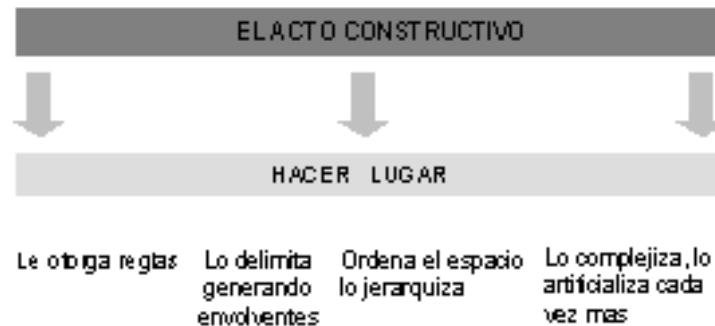 EL ACTO CONSTRUCTIVO
HACER LUGAR
Le otorga reglas
Lo delimita
generando
envolventes
Ordena el espacio
lo jerarquiza
Lo complejiza, lo
artificializa cada
vez mas